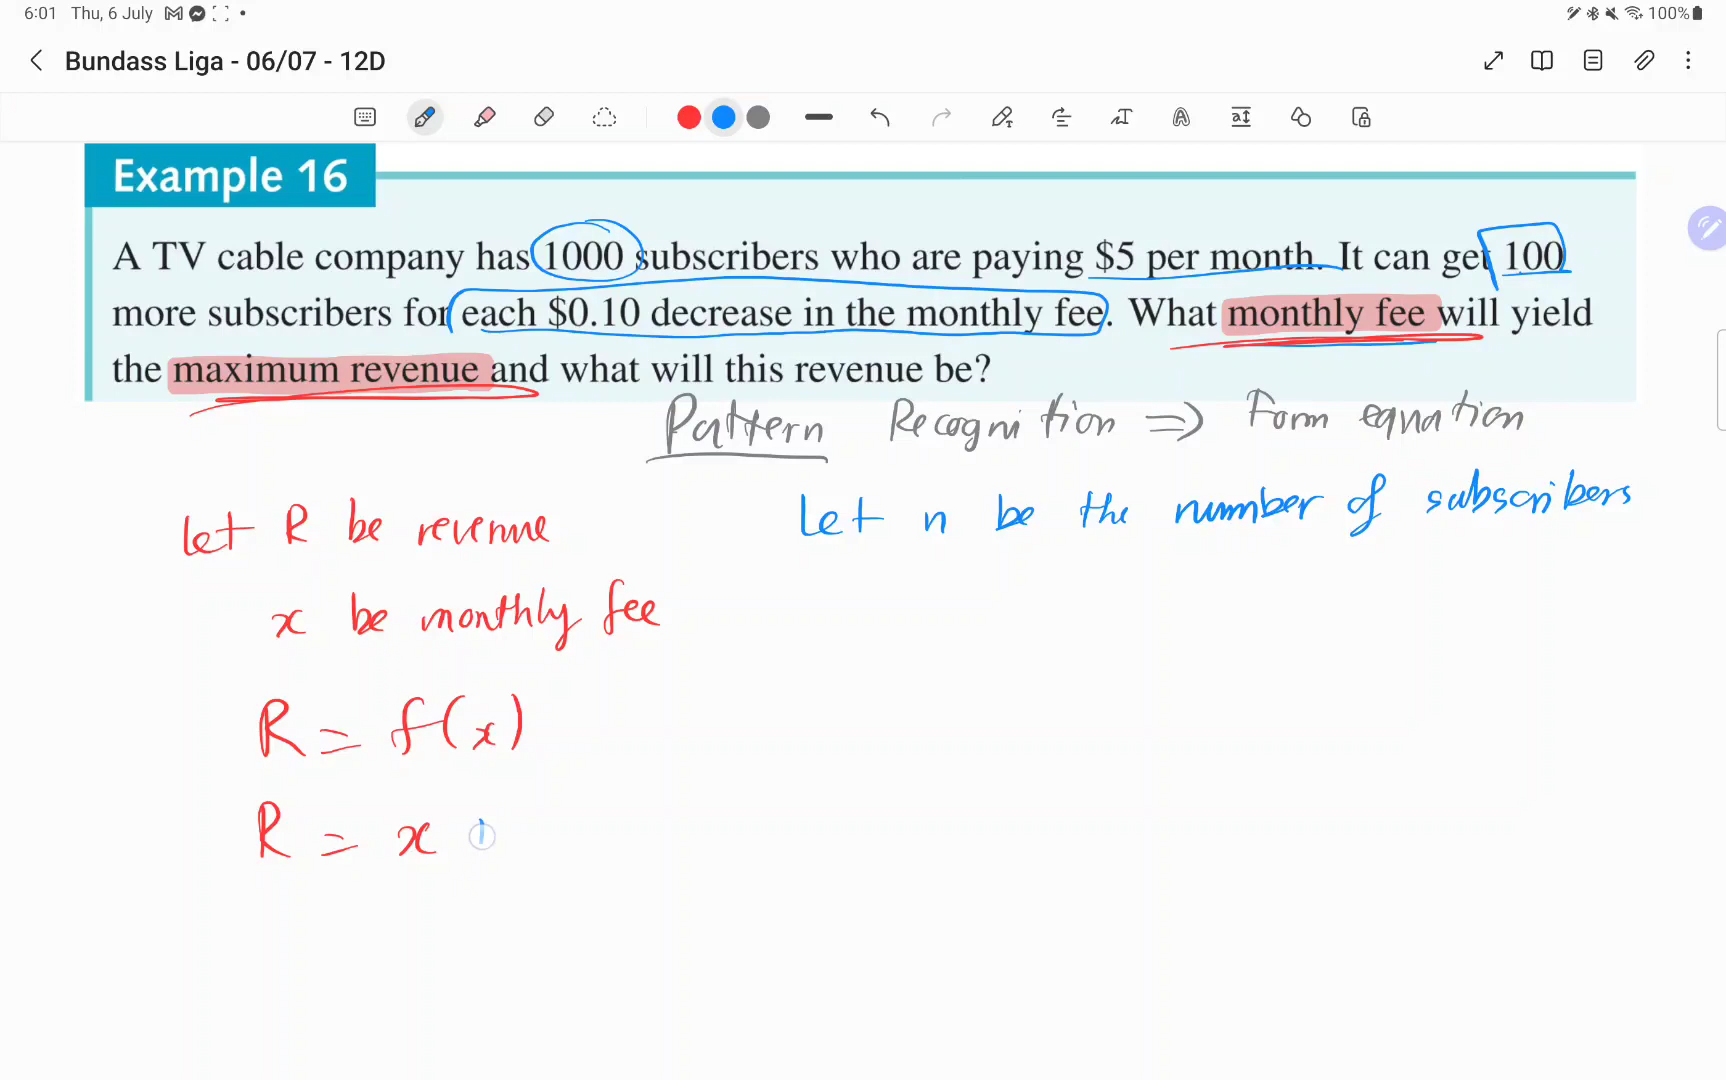 6:01 Thu, 6 July 100%
Bundass Liga - 06/07 - 12D
Example 16
A TV cable company has 1000 subscribers who are paying $5 per month. It can get 100
more subscribers for each $0.10 decrease in the monthly fee. What monthly fee will yield
the maximum revenue and what will this revenue be?
Pattern Recognition ⇒ Form equation
Let R be revenue
Let n be the number of subscribers
x be monthly fee
R = f(x)
R = x